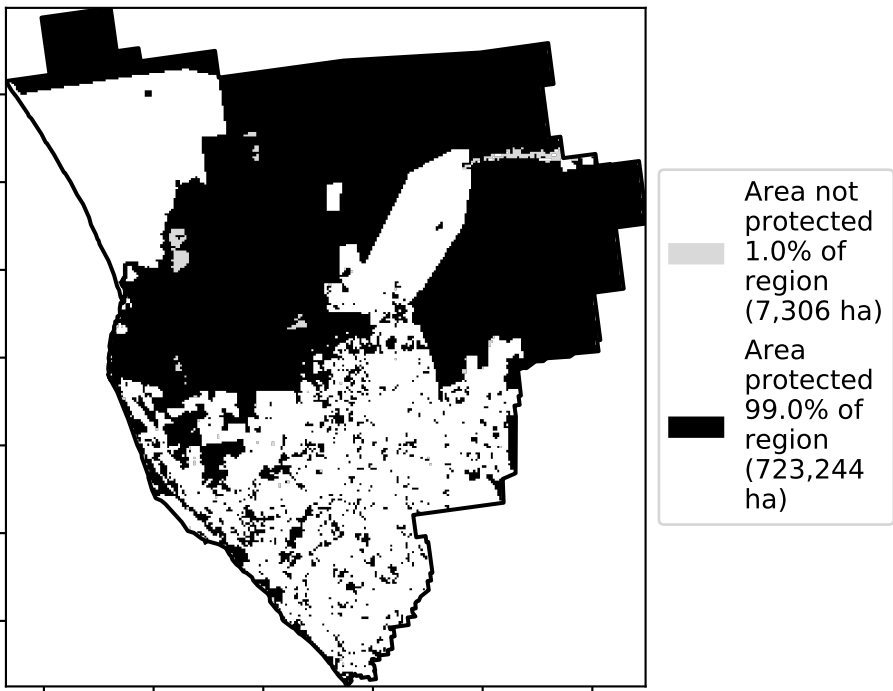 Area not
protected
1.0% of
region
(7,306 ha)
Area
protected
99.0% of
region
(723,244
ha)